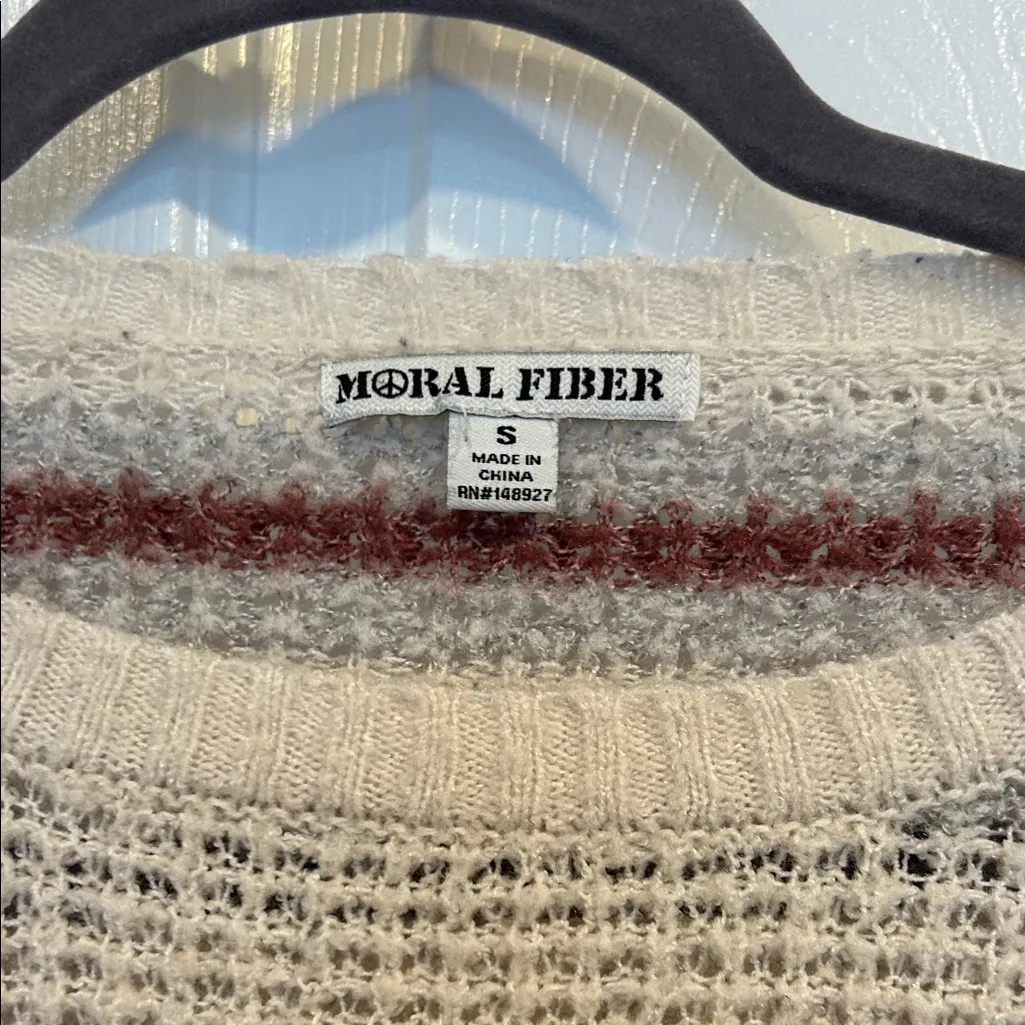 MORAL FIBER
S
MADE IN
CHINA
RN#148927